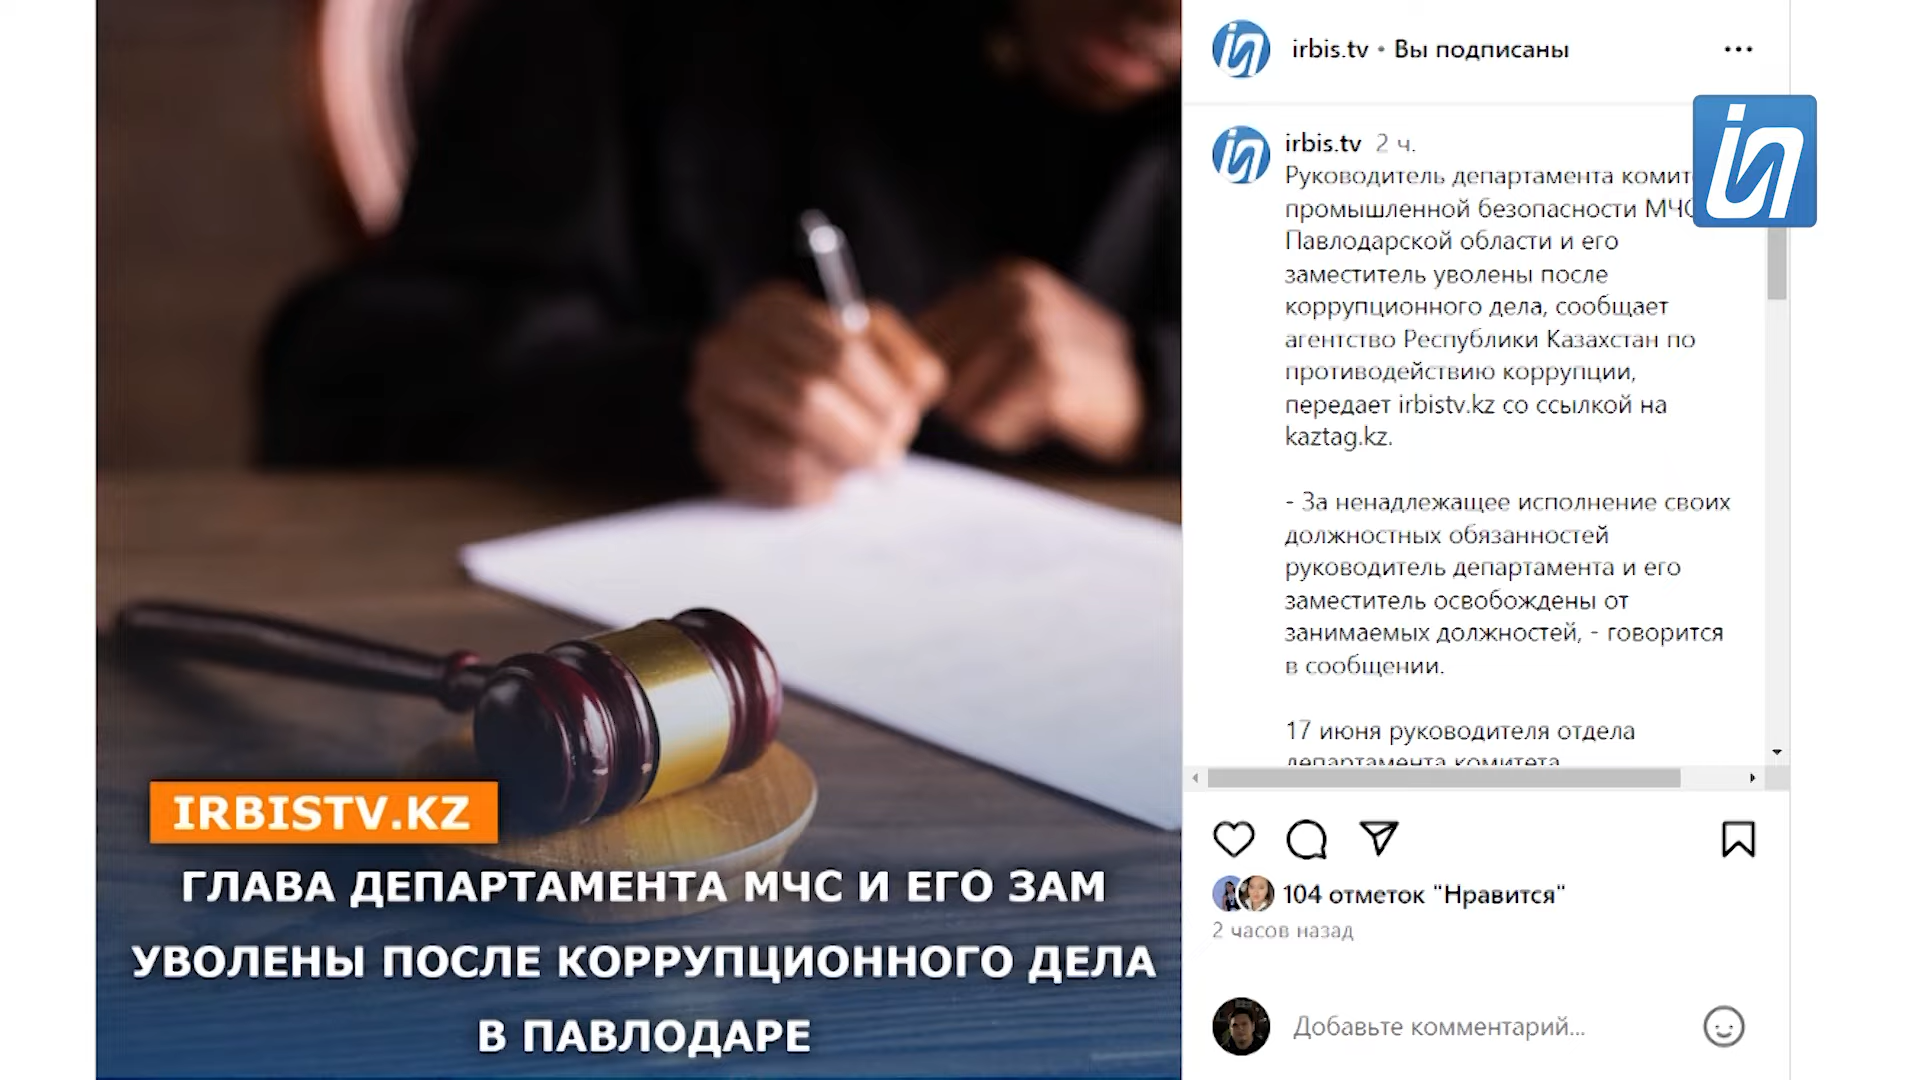 IRBISTV.KZ
ГЛАВА ДЕПАРТАМЕНТА МЧС И ЕГО ЗАМ
УВОЛЕНЫ ПОСЛЕ КОРРУПЦИОННОГО ДЕЛА
В ПАВЛОДАРЕ
irbis.tv • Вы подписаны
irbis.tv 2 ч.
Руководитель департамента
промышленной безопасности МЧС
Павлодарской области и его
заместитель уволены после
коррупционного дела, сообщает
агентство Республики Казахстан по
противодействию коррупции,
передает irbistv.kz со ссылкой на
kaztag.kz.
- За ненадлежащее исполнение своих
должностных обязанностей
руководитель департамента и его
заместитель освобождены от
занимаемых должностей, - говорится
в сообщении.
17 июня руководителя отдела
департамента комитета
104 отметок "Нравится"
2 часов назад
Добавьте комментарий...